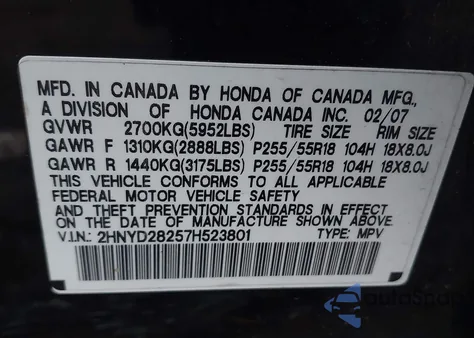 MFD. IN CANADA BY HONDA OF CANADA MFG.,
A DIVISION OF HONDA CANADA INC. 02/07
GVWR 2700KG(5952LBS) TIRE SIZE RIM SIZE
GAWR F 1310KG(2888LBS) P255/55R18 104H 18X8.0J
GAWR R 1440KG(3175LBS) P255/55R18 104H 18X8.0J
THIS VEHICLE CONFORMS TO ALL APPLICABLE
FEDERAL MOTOR VEHICLE SAFETY
AND THEFT PREVENTION STANDARDS IN EFFECT
ON THE DATE OF MANUFACTURE SHOWN ABOVE.
V.I.N.: 2HNYD28257H523801 TYPE: MPV
AutoSnap